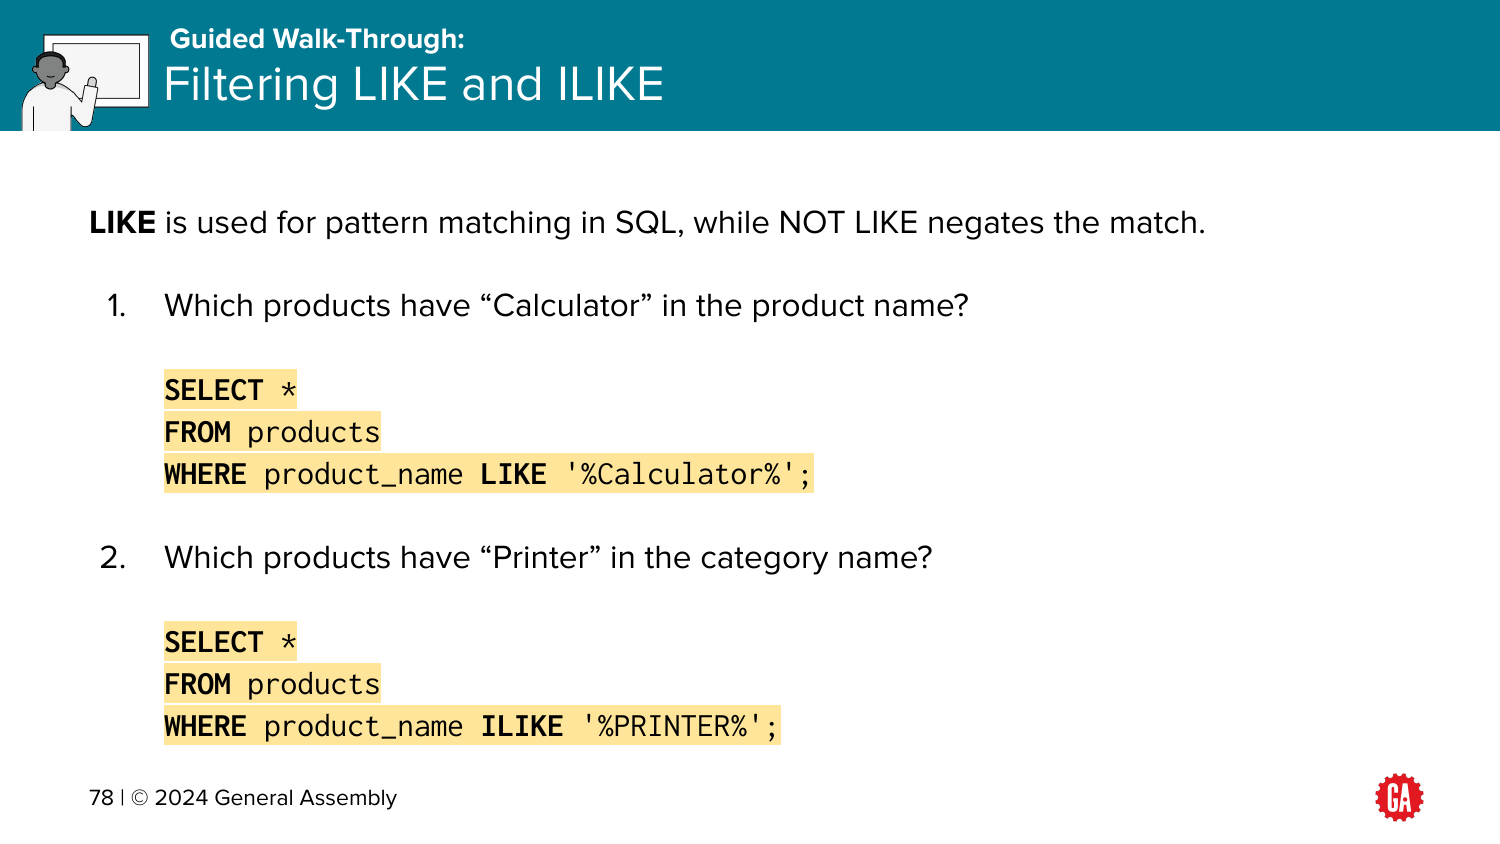 Guided Walk-Through:
Filtering LIKE and ILIKE
LIKE is used for pattern matching in SQL, while NOT LIKE negates the match.
1. Which products have “Calculator” in the product name?
SELECT *
FROM products
WHERE product_name LIKE '%Calculator%';
2. Which products have “Printer” in the category name?
SELECT *
FROM products
WHERE product_name ILIKE '%PRINTER%';
78 | © 2024 General Assembly
GA